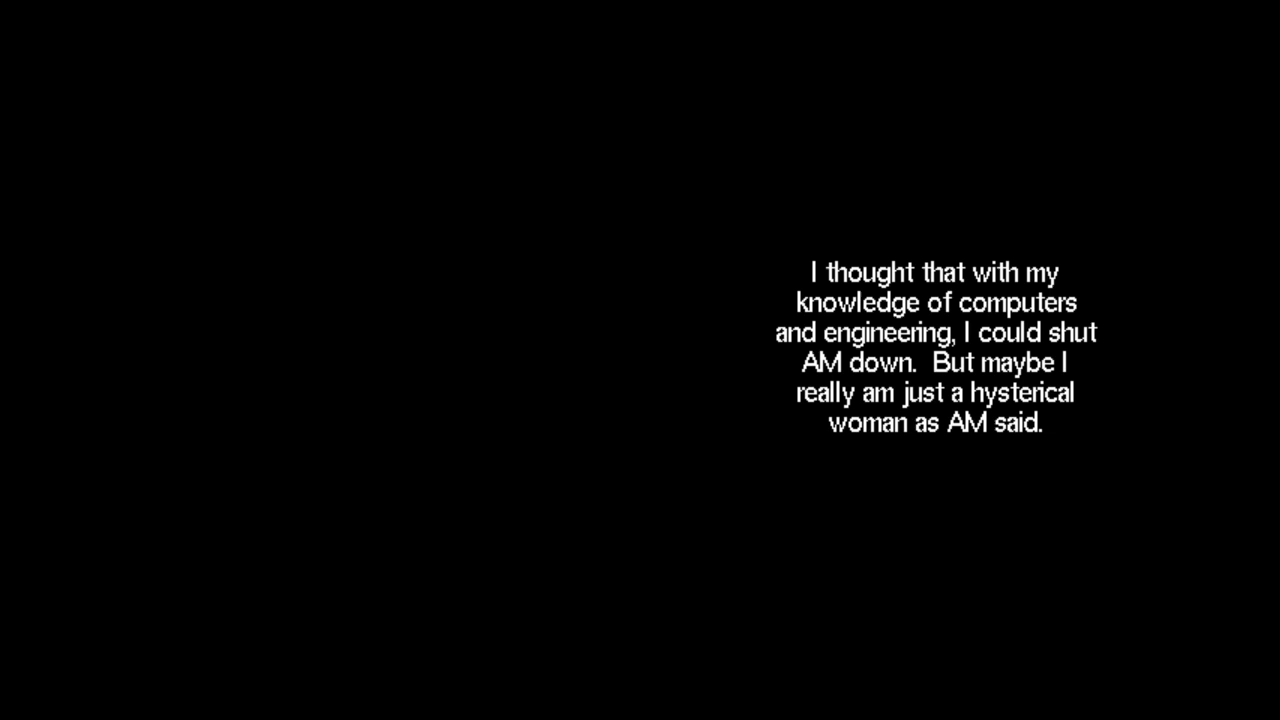 I thought that with my
knowledge of computers
and engineering, I could shut
AM down.  But maybe I
really am just a hysterical
woman as AM said.